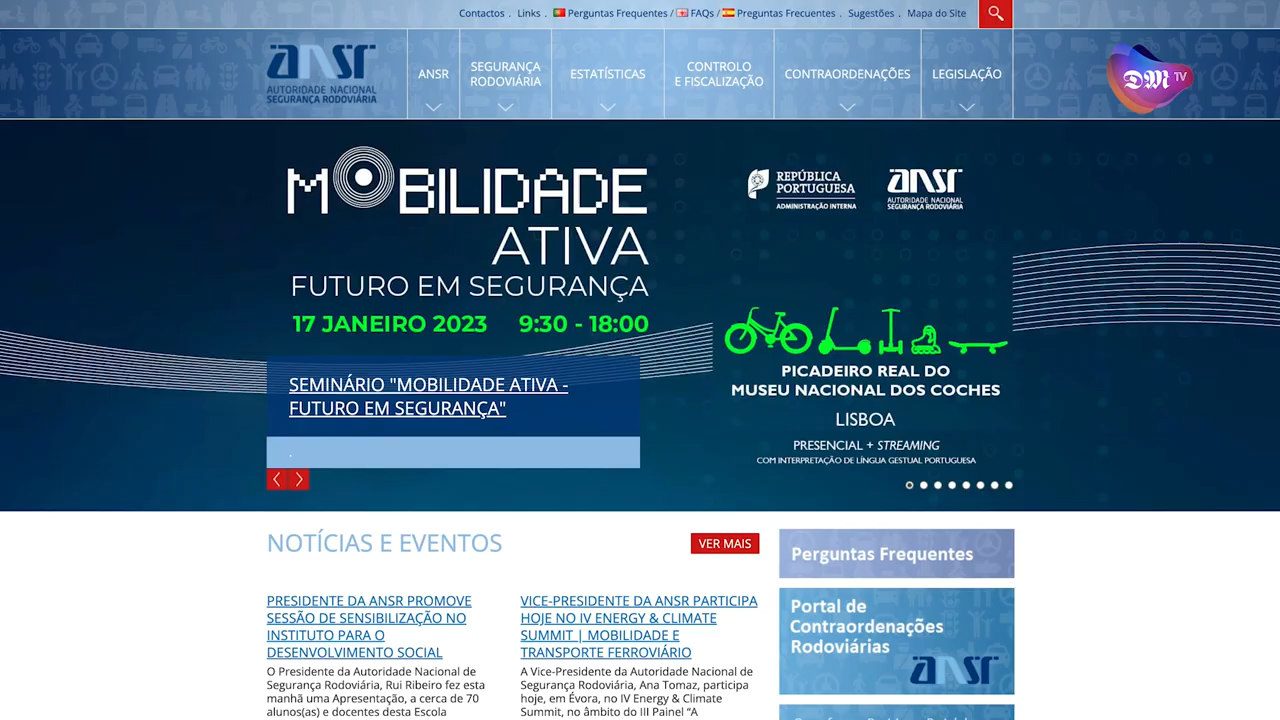 Contactos . Links . Perguntas Frequentes / FAQs / Preguntas Frecuentes . Sugestões . Mapa do Site
ansr
AUTORIDADE NACIONAL
SEGURANÇA RODOVIÁRIA
ANSR
SEGURANÇA
RODOVIÁRIA
ESTATÍSTICAS
CONTROLO
E FISCALIZAÇÃO
CONTRAORDENAÇÕES
LEGISLAÇÃO
DM TV
MOBILIDADE
ATIVA
FUTURO EM SEGURANÇA
17 JANEIRO 2023 9:30 - 18:00
SEMINÁRIO "MOBILIDADE ATIVA -
FUTURO EM SEGURANÇA"
.
REPÚBLICA
PORTUGUESA
ADMINISTRAÇÃO INTERNA
ansr
AUTORIDADE NACIONAL
SEGURANÇA RODOVIÁRIA
PICADEIRO REAL DO
MUSEU NACIONAL DOS COCHES
LISBOA
PRESENCIAL + STREAMING
COM INTERPRETAÇÃO DE LÍNGUA GESTUAL PORTUGUESA
NOTÍCIAS E EVENTOS
VER MAIS
PRESIDENTE DA ANSR PROMOVE
SESSÃO DE SENSIBILIZAÇÃO NO
INSTITUTO PARA O
DESENVOLVIMENTO SOCIAL
O Presidente da Autoridade Nacional de
Segurança Rodoviária, Rui Ribeiro fez esta
manhã uma Apresentação, a cerca de 70
alunos(as) e docentes desta Escola
VICE-PRESIDENTE DA ANSR PARTICIPA
HOJE NO IV ENERGY & CLIMATE
SUMMIT | MOBILIDADE E
TRANSPORTE FERROVIÁRIO
A Vice-Presidente da Autoridade Nacional de
Segurança Rodoviária, Ana Tomaz, participa
hoje, em Évora, no IV Energy & Climate
Summit, no âmbito do III Painel “A
Perguntas Frequentes
Portal de
Contraordenações
Rodoviárias
ansr